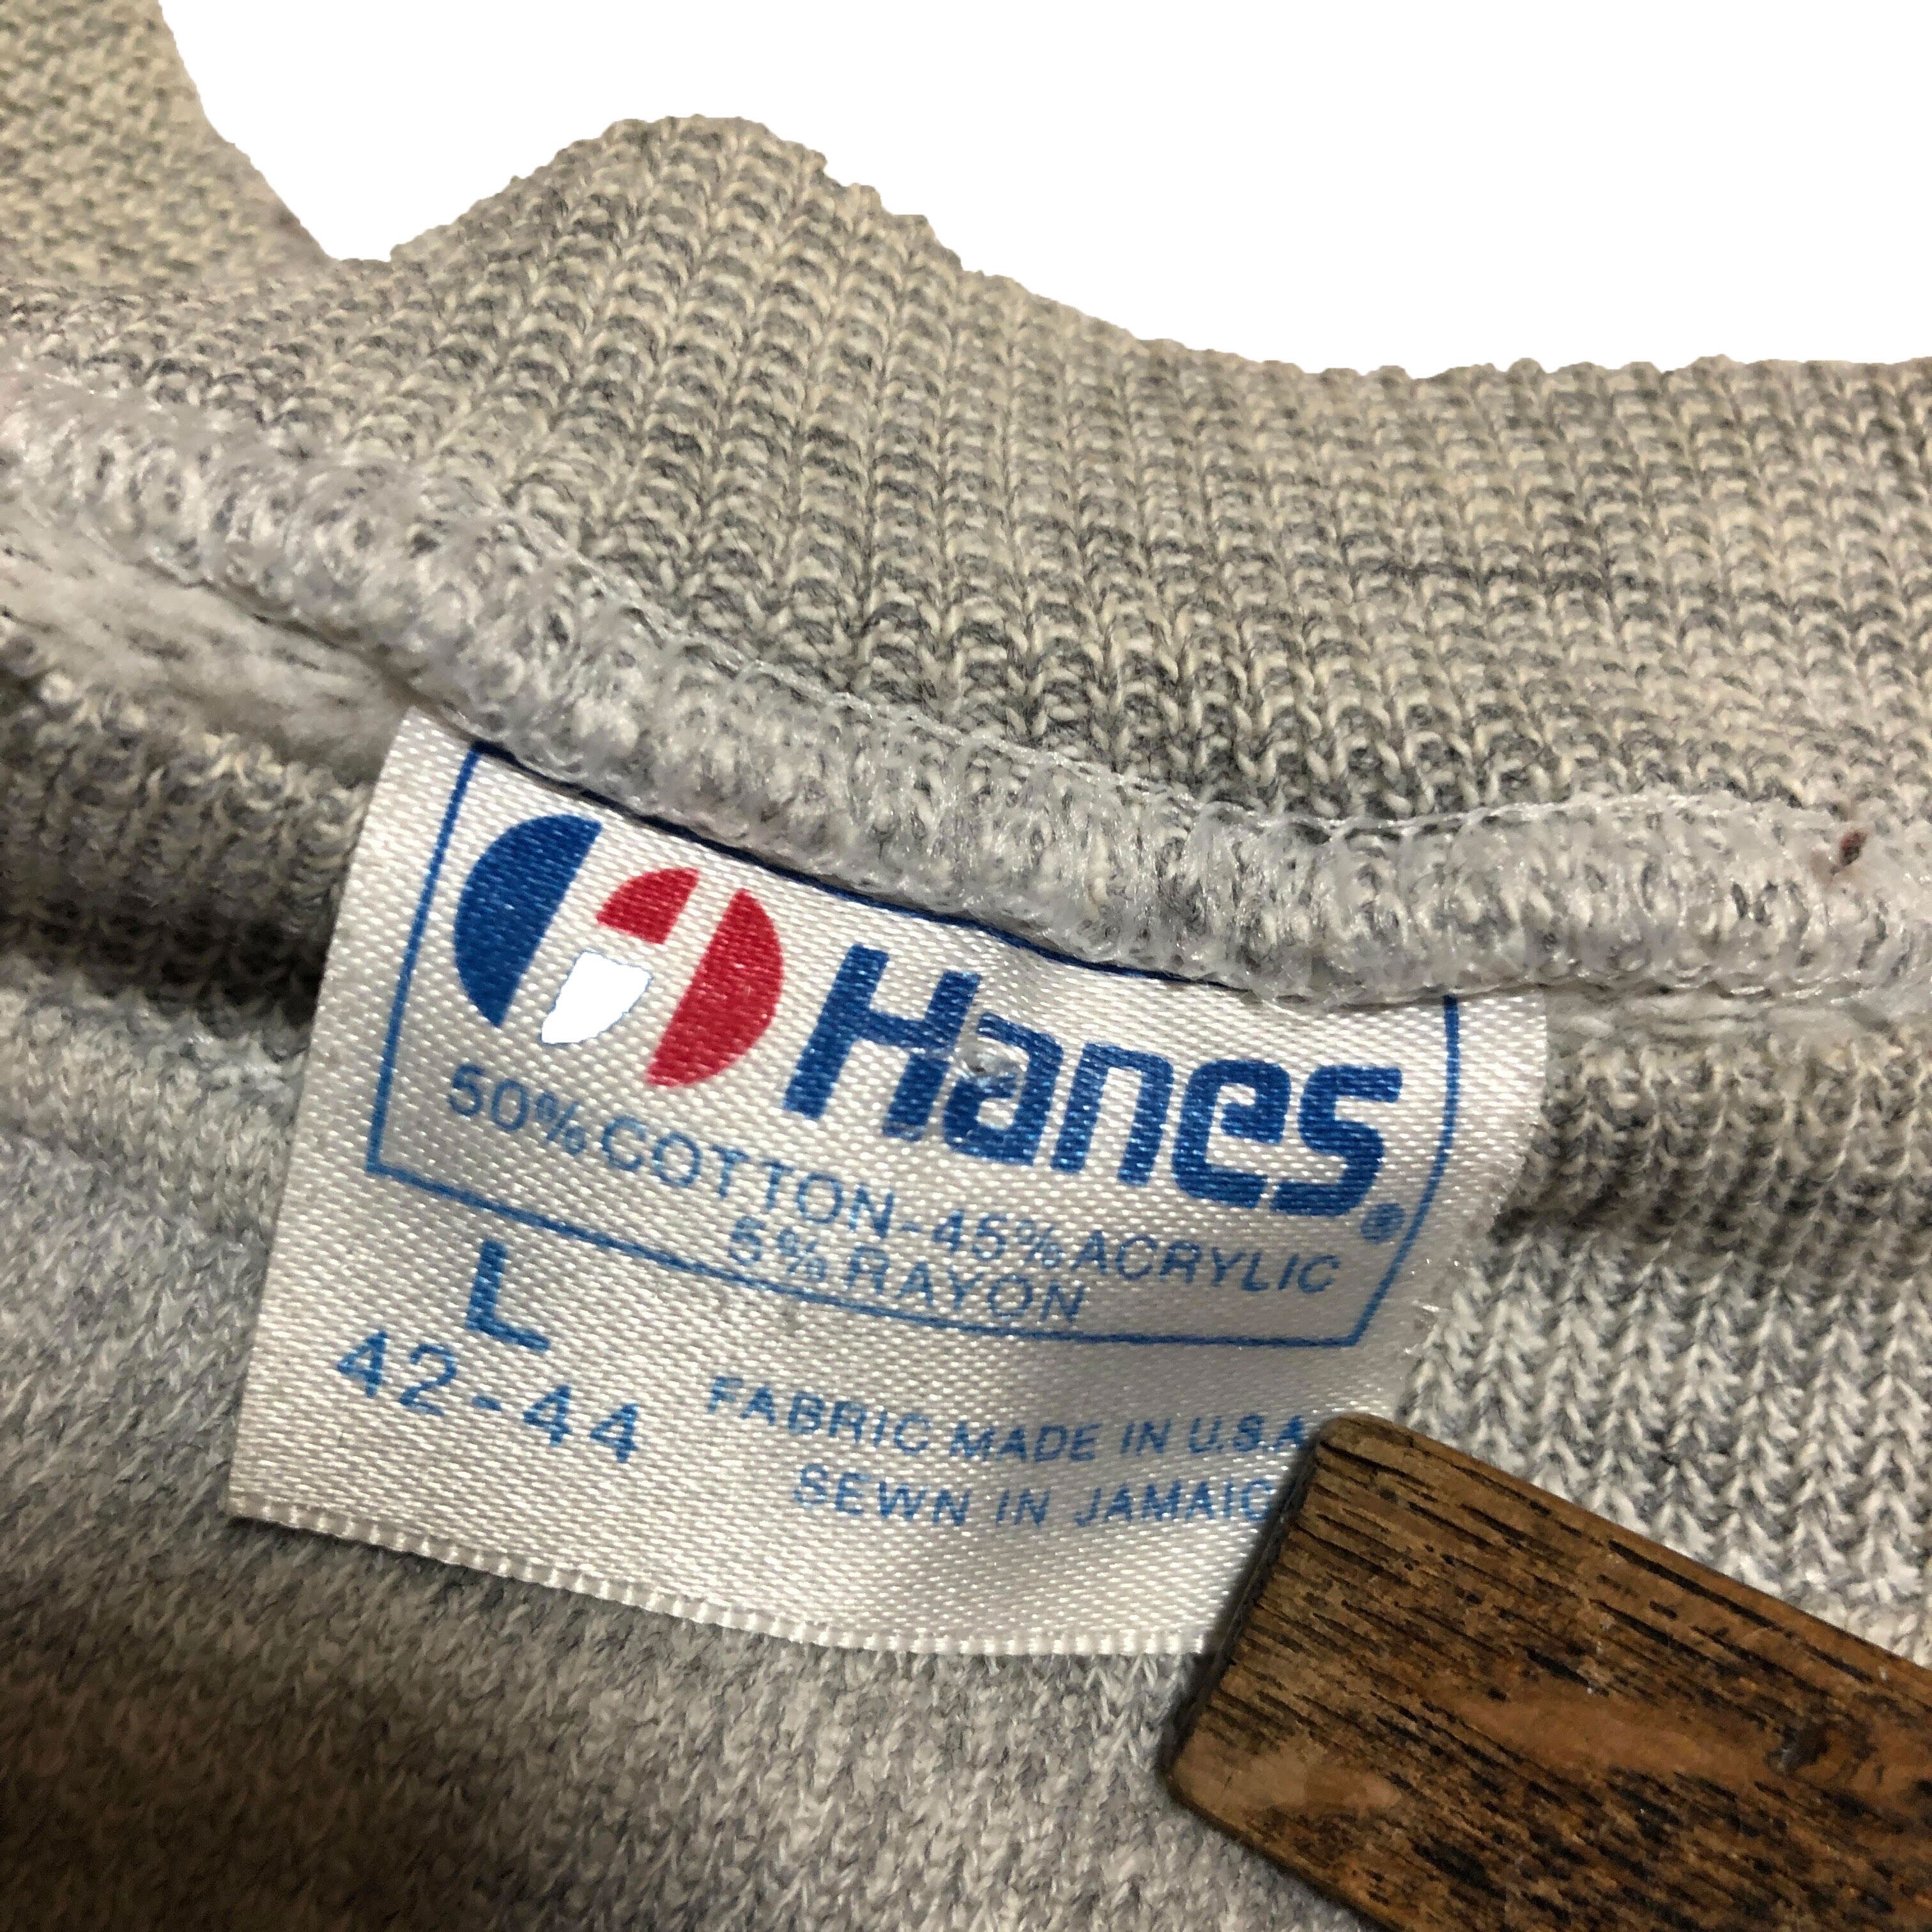 Hanes®
50% COTTON-45% ACRYLIC
5% RAYON
L
42-44
FABRIC MADE IN U.S.A.
SEWN IN JAMAIC